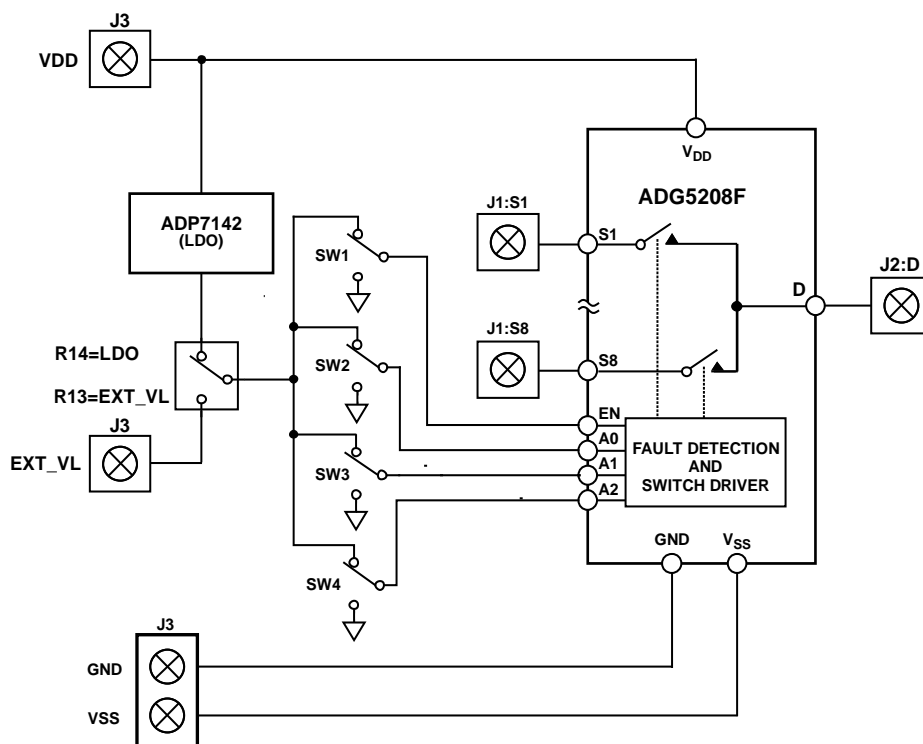 J3
VDD
ADP7142
(LDO)
R14=LDO
R13=EXT_VL
J3
EXT_VL
SW1
SW2
SW3
SW4
J1:S1
J1:S8
VDD
ADG5208F
S1
S8
D
J2:D
EN
A0
A1
A2
FAULT DETECTION
AND
SWITCH DRIVER
GND
VSS
J3
GND
VSS